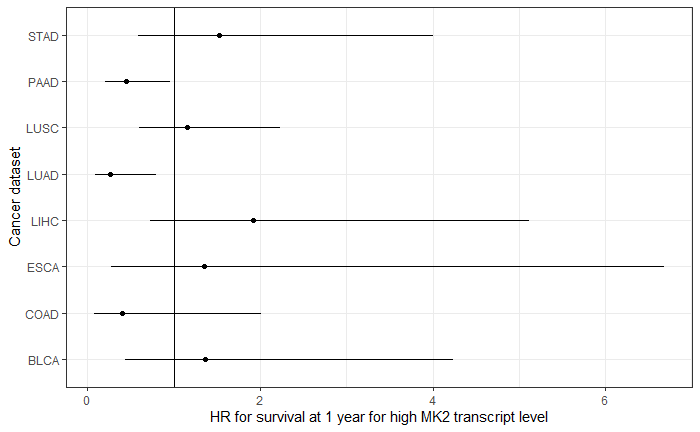 STAD
PAAD
LUSC
LUAD
LIHC
ESCA
COAD
BLCA
Cancer dataset
0 2 4 6
HR for survival at 1 year for high MK2 transcript level